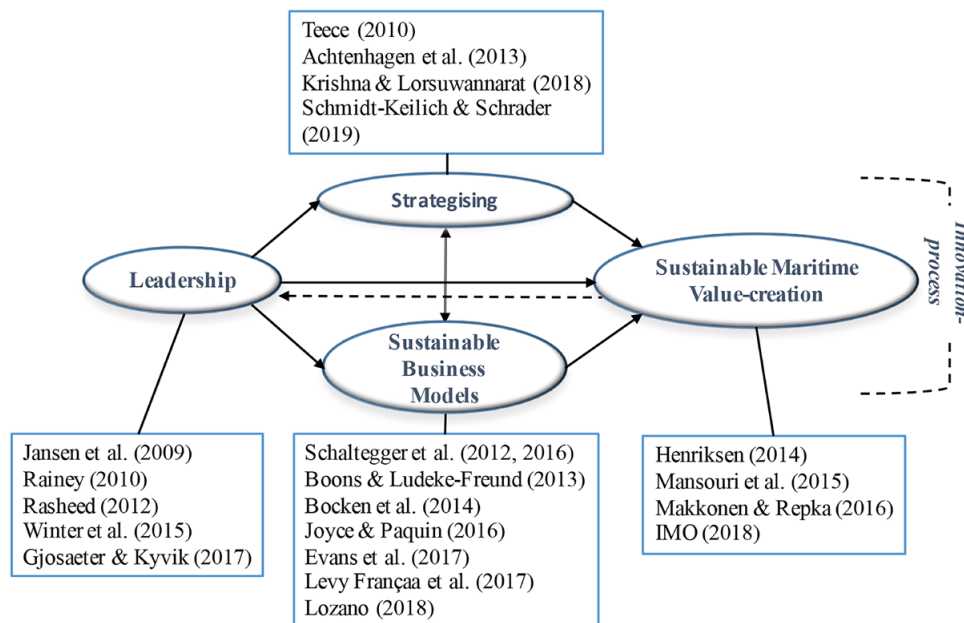 Teece (2010)
Achtenhagen et al. (2013)
Krishna & Lorsuwannarat (2018)
Schmidt-Keilich & Schrader
(2019)
Strategising
Leadership
Sustainable Maritime
Value-creation
Innovation-
process
Sustainable
Business
Models
Jansen et al. (2009)
Rainey (2010)
Rasheed (2012)
Winter et al. (2015)
Gjosaeter & Kyvik (2017)
Schaltegger et al. (2012, 2016)
Boons & Ludeke-Freund (2013)
Bocken et al. (2014)
Joyce & Paquin (2016)
Evans et al. (2017)
Levy Françaa et al. (2017)
Lozano (2018)
Henriksen (2014)
Mansouri et al. (2015)
Makkonen & Repka (2016)
IMO (2018)